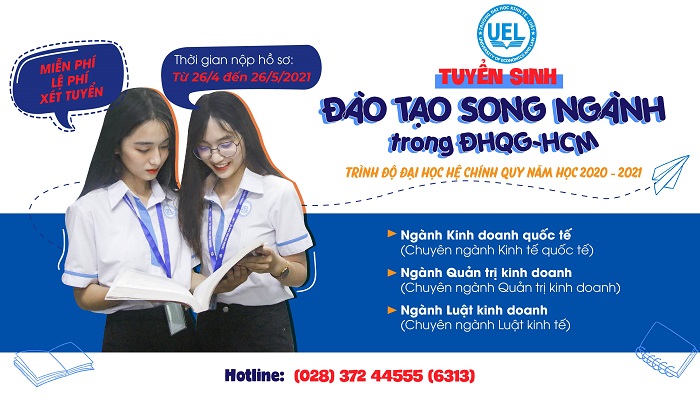 MIỄN PHÍ
LỆ PHÍ
XÉT TUYỂN
Thời gian nộp hồ sơ:
Từ 26/4 đến 26/5/2021
UEL
TUYỂN SINH
ĐÀO TẠO SONG NGÀNH
trong ĐHQG-HCM
TRÌNH ĐỘ ĐẠI HỌC HỆ CHÍNH QUY NĂM HỌC 2020 - 2021
Ngành Kinh doanh quốc tế
(Chuyên ngành Kinh tế quốc tế)
Ngành Quản trị kinh doanh
(Chuyên ngành Quản trị kinh doanh)
Ngành Luật kinh doanh
(Chuyên ngành Luật kinh tế)
Hotline: (028) 372 44555 (6313)